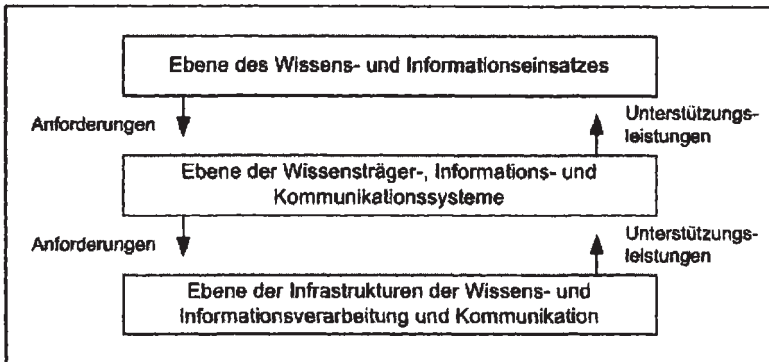 Ebene des Wissens- und Informationseinsatzes
Anforderungen
Unterstützungs-
leistungen
Ebene der Wissensträger-, Informations- und
Kommunikationssysteme
Anforderungen
Unterstützungs-
leistungen
Ebene der Infrastrukturen der Wissens- und
Informationsverarbeitung und Kommunikation